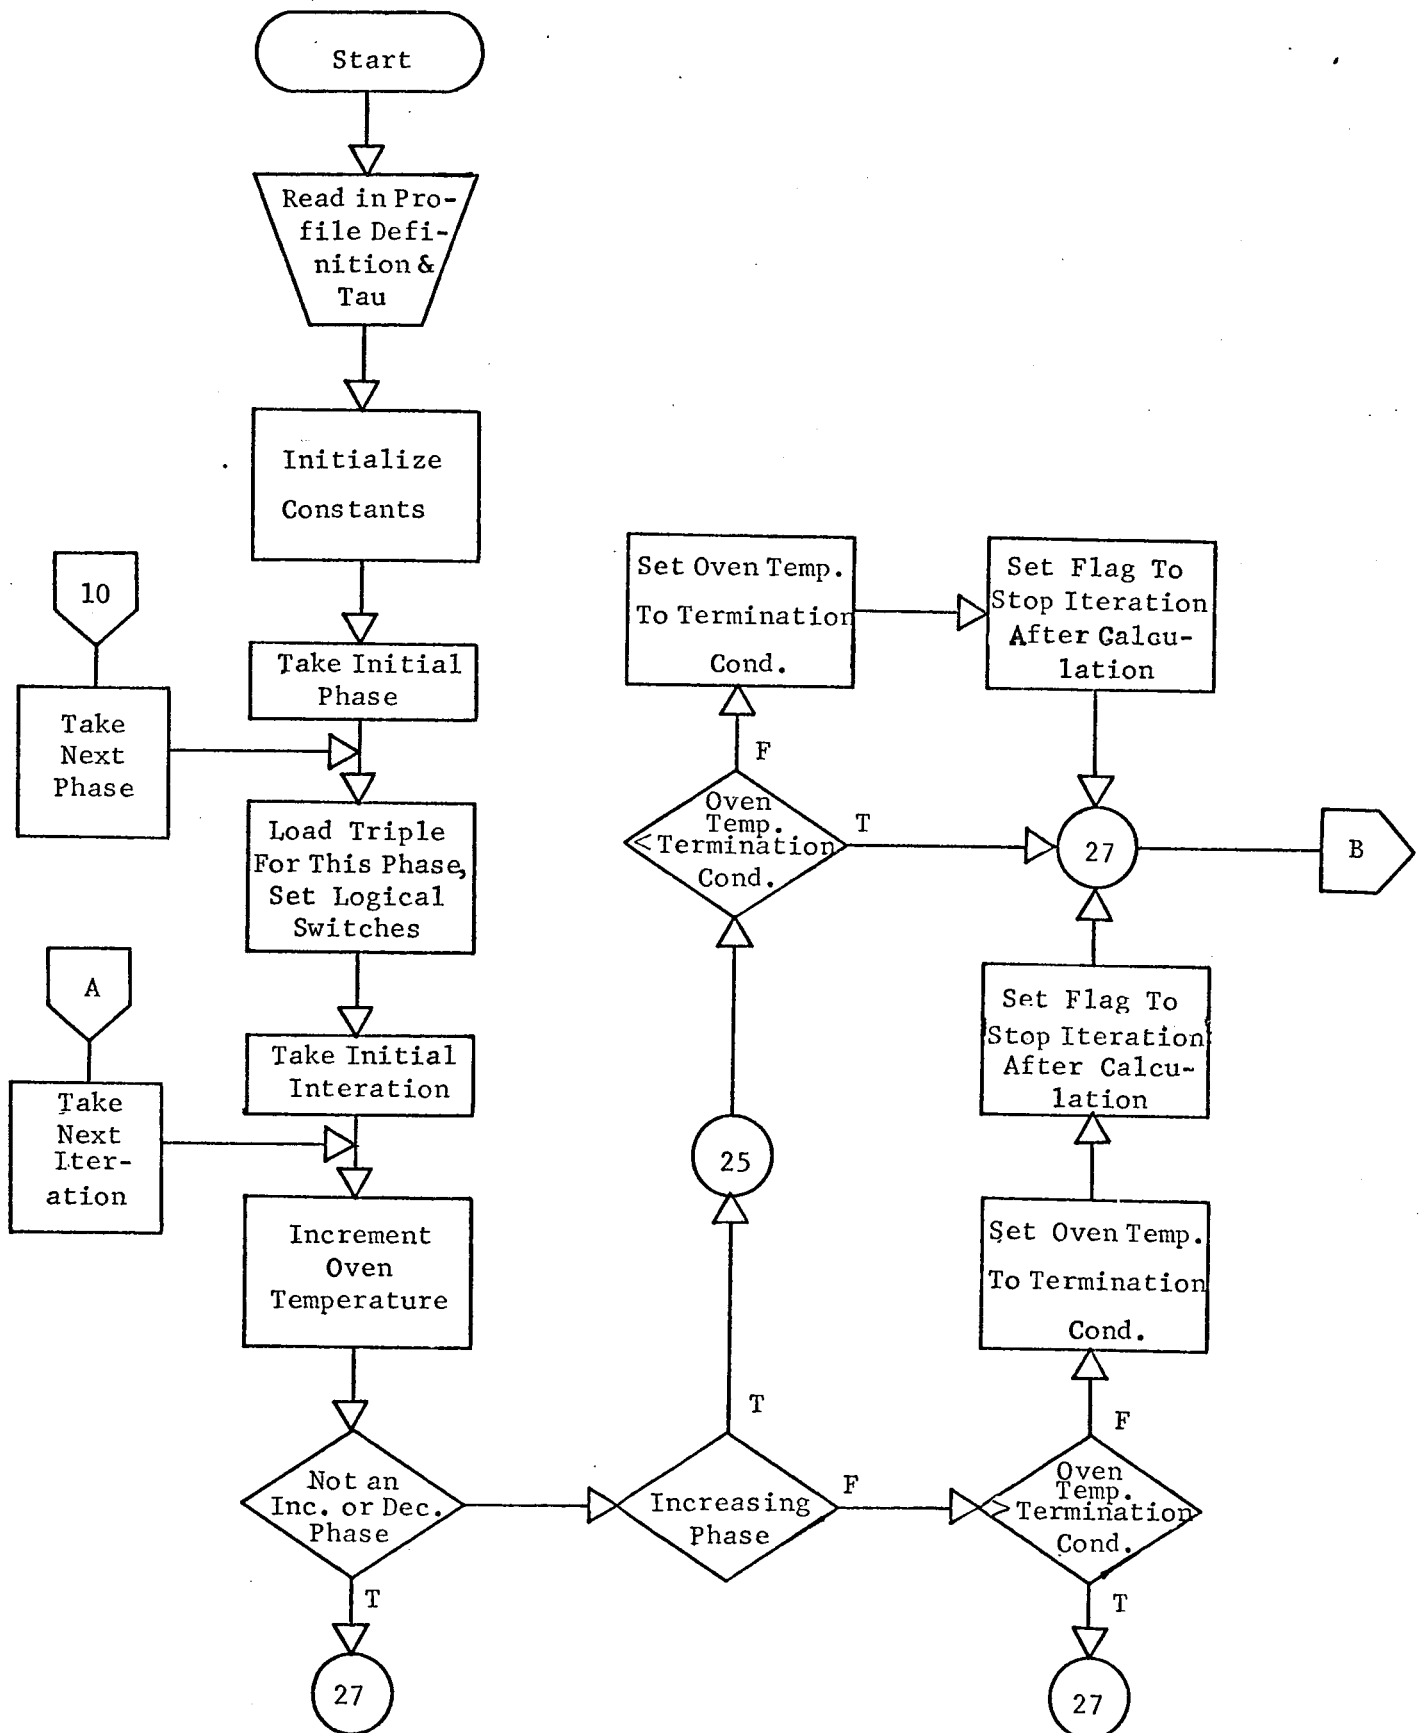 Start
Read in Pro-
file Defi-
nition &
Tau
Initialize
Constants
10
Take
Next
Phase
Take Initial
Phase
Load Triple
For This Phase,
Set Logical
Switches
A
Take
Next
Iter-
ation
Take Initial
Interation
Increment
Oven
Temperature
Not an
Inc. or Dec.
Phase
T
27
Increasing
Phase
T
F
25
Oven
Temp.
< Termination
Cond.
F
T
Set Oven Temp.
To Termination
Cond.
Set Flag To
Stop Iteration
After Calcu-
lation
27
B
Set Flag To
Stop Iteration
After Calcu-
lation
Set Oven Temp.
To Termination
Cond.
F
Oven
Temp.
> Termination
Cond.
T
27